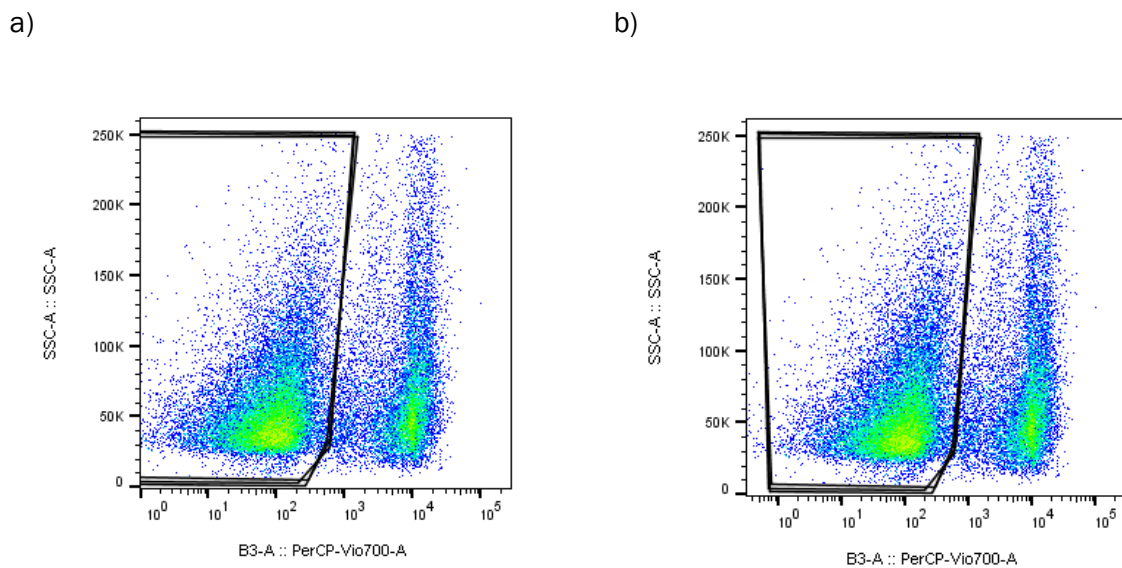 a)
b)
250K
200K
150K
100K
50K
0
SSC-A :: SSC-A
10^0
10^1
10^2
10^3
10^4
10^5
B3-A :: PerCP-Vio700-A
250K
200K
150K
100K
50K
0
SSC-A :: SSC-A
10^0
10^1
10^2
10^3
10^4
10^5
B3-A :: PerCP-Vio700-A